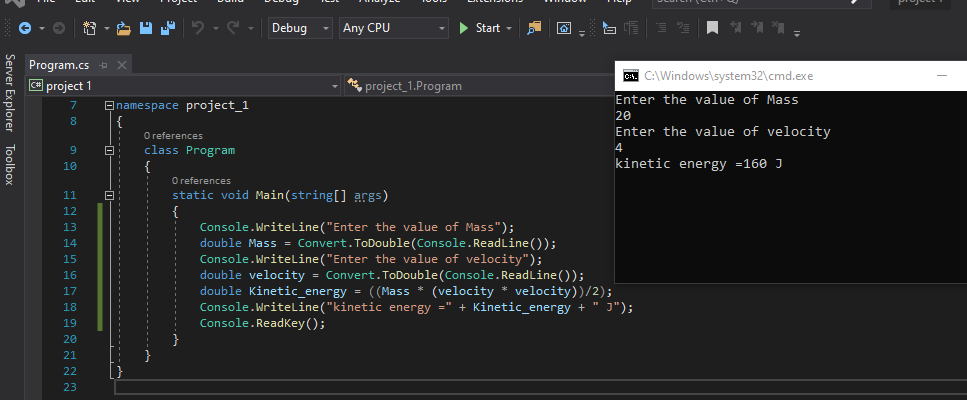 Debug
Any CPU
Start
Server Explorer
Toolbox
Program.cs
project 1
project_1.Program
7 namespace project_1
8 {
0 references
9 class Program
10 {
0 references
11 static void Main(string[] args)
12 {
13 Console.WriteLine("Enter the value of Mass");
14 double Mass = Convert.ToDouble(Console.ReadLine());
15 Console.WriteLine("Enter the value of velocity");
16 double velocity = Convert.ToDouble(Console.ReadLine());
17 double Kinetic_energy = ((Mass * (velocity * velocity))/2);
18 Console.WriteLine("kinetic energy =" + Kinetic_energy + " J");
19 Console.ReadKey();
20 }
21 }
22 }
23
C:\Windows\system32\cmd.exe
Enter the value of Mass
20
Enter the value of velocity
4
kinetic energy =160 J